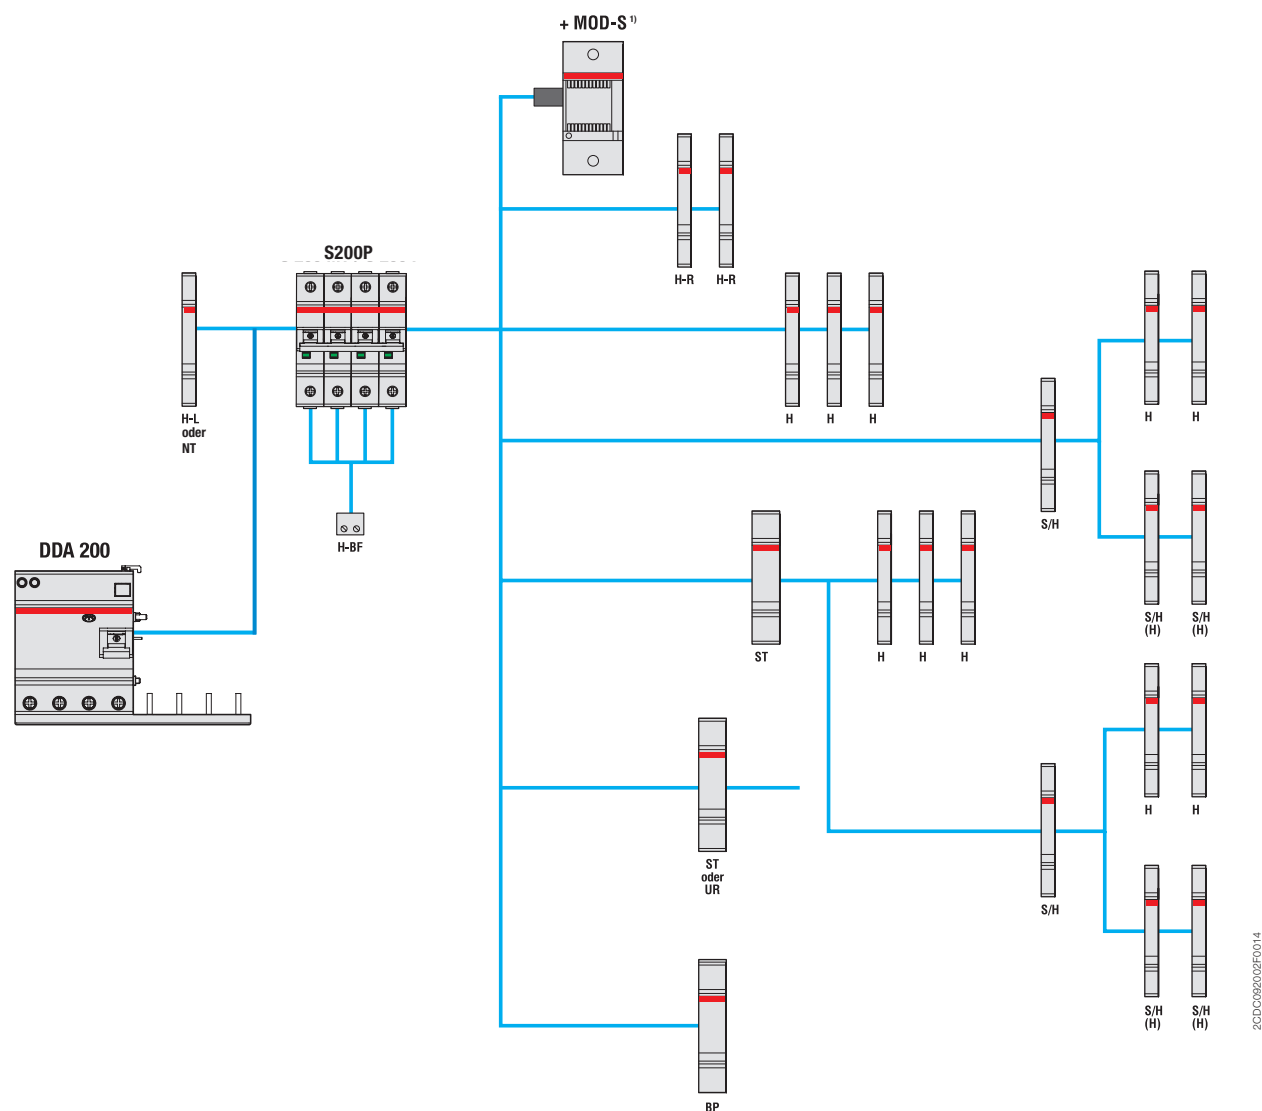 + MOD-S 1)
H-R
H-R
S200P
H-L
oder
NT
H
H
H
H
H
S/H
H-BF
DDA 200
S/H
(H)
S/H
(H)
ST
H
H
H
H
H
ST
oder
UR
S/H
S/H
(H)
S/H
(H)
BP
2CDC092002F0014